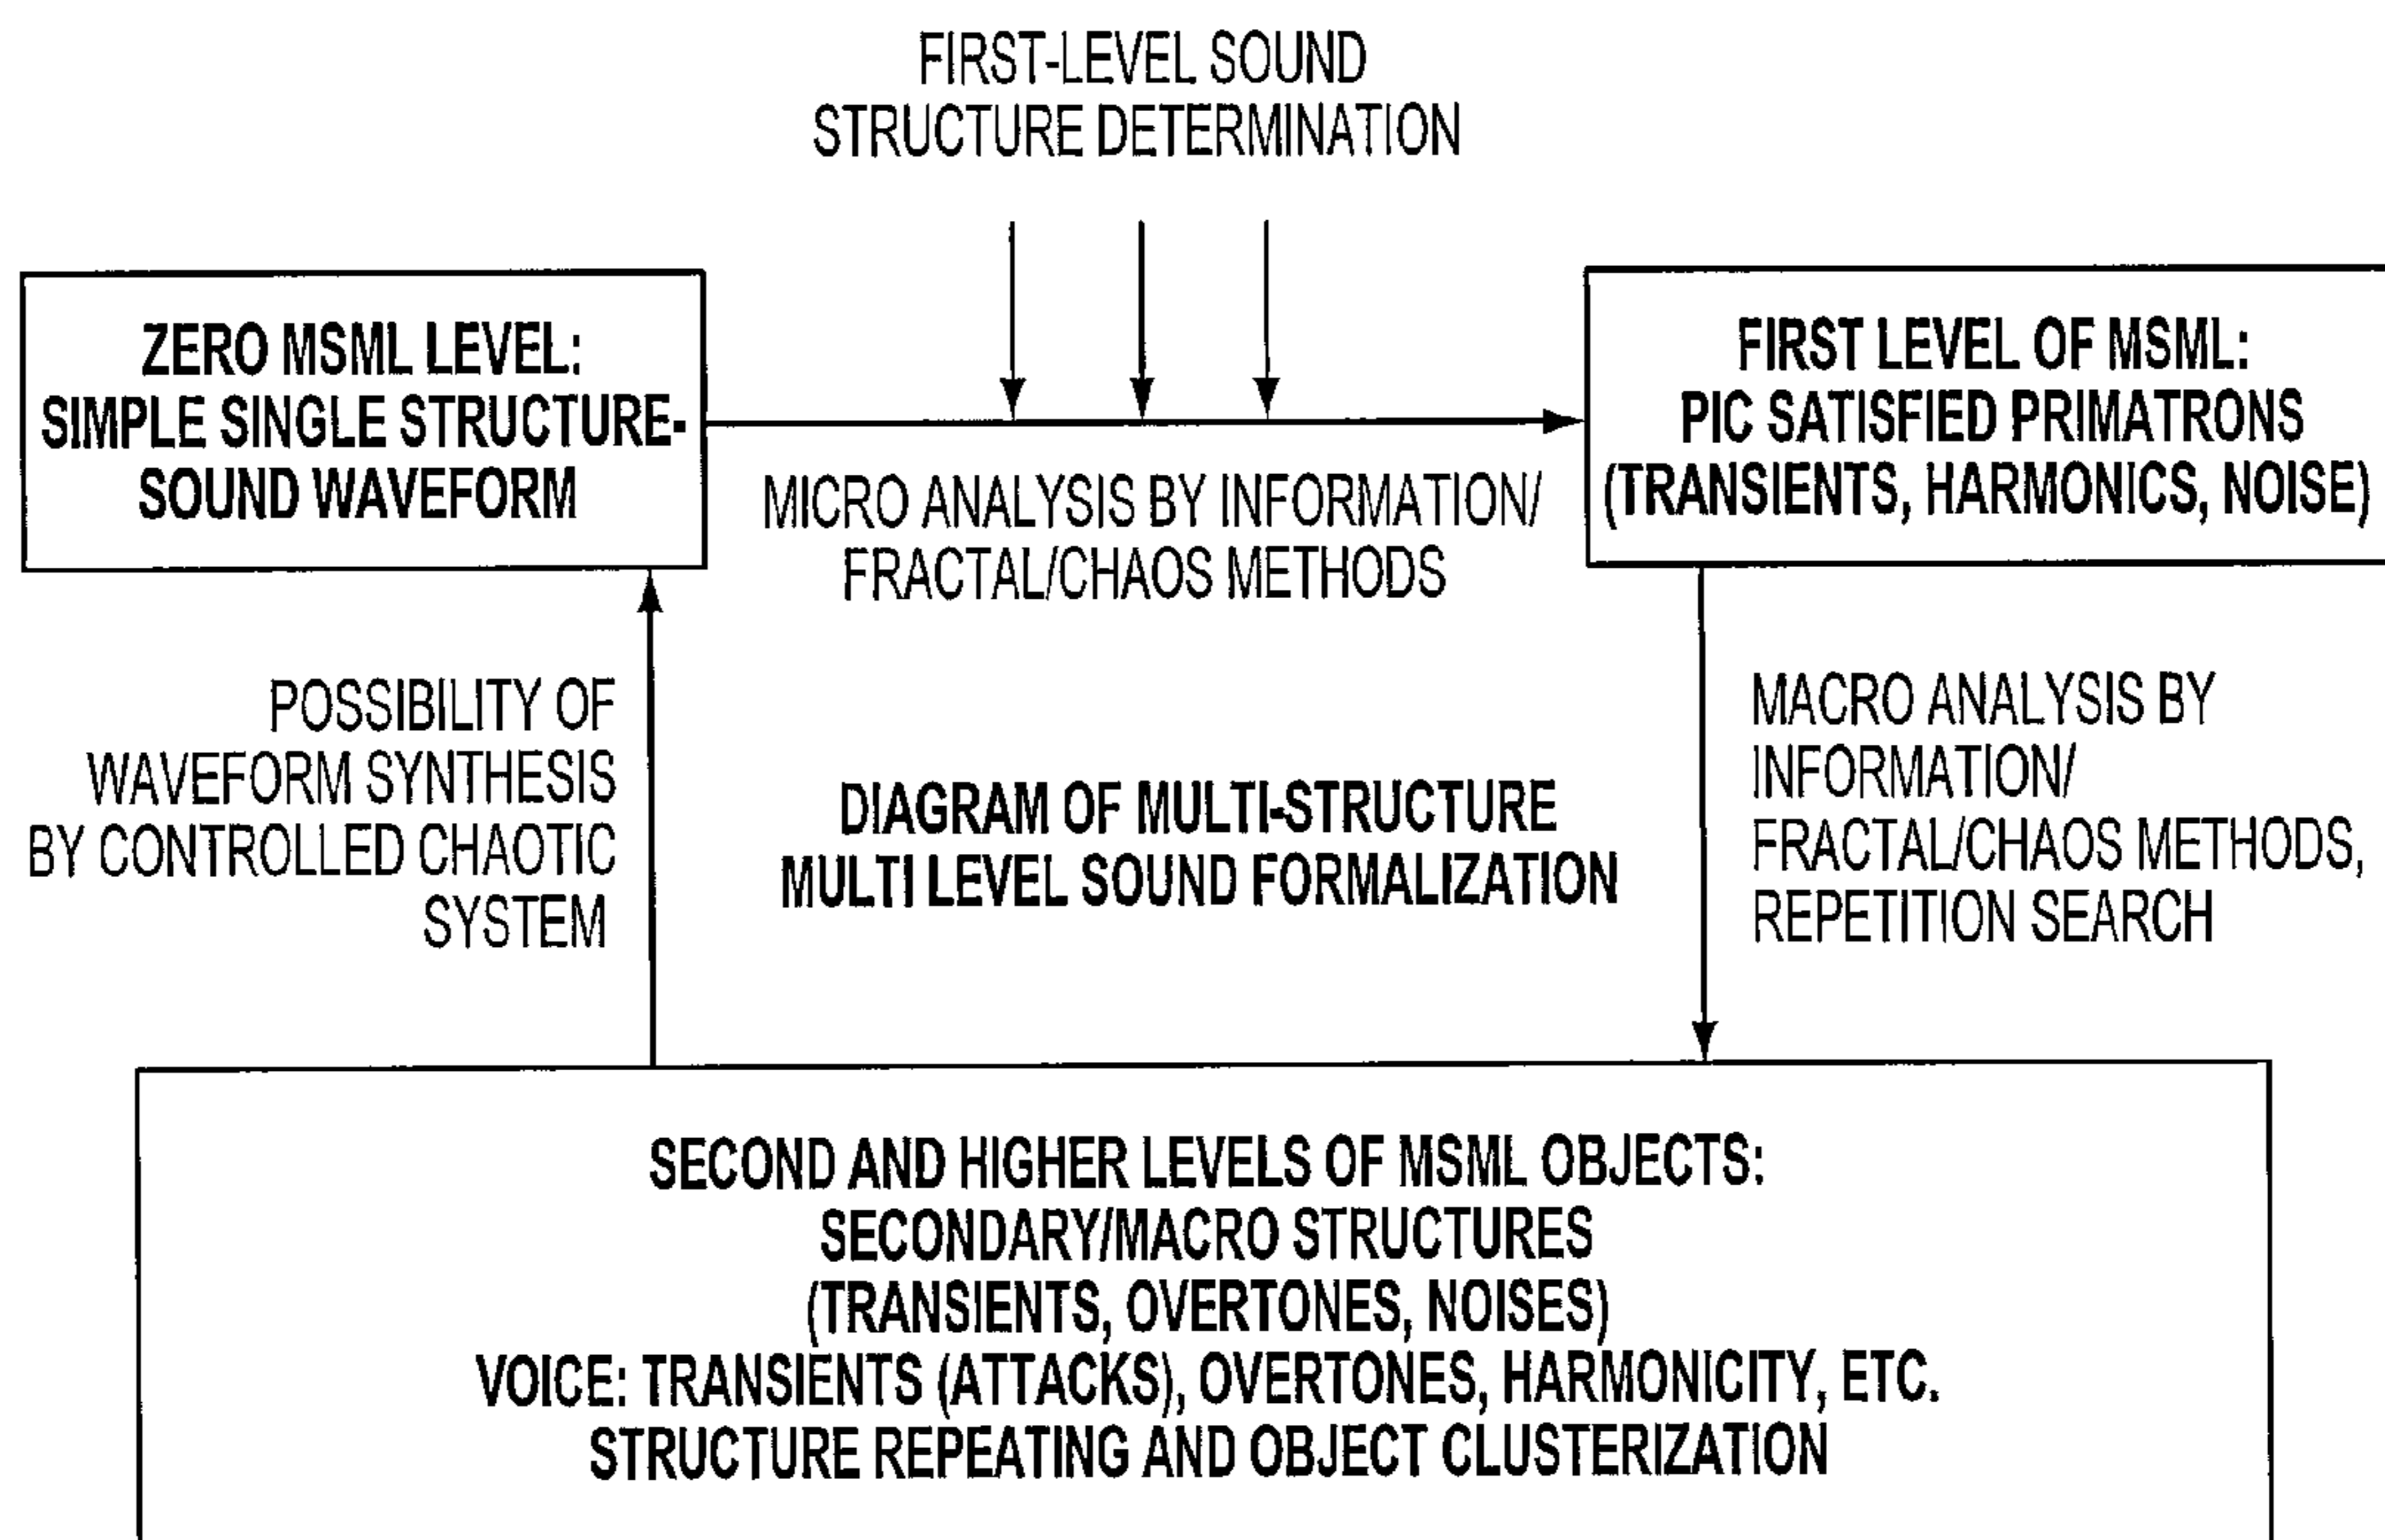 FIRST-LEVEL SOUND
STRUCTURE DETERMINATION
ZERO MSML LEVEL:
SIMPLE SINGLE STRUCTURE-
SOUND WAVEFORM
MICRO ANALYSIS BY INFORMATION/
FRACTAL/CHAOS METHODS
FIRST LEVEL OF MSML:
PIC SATISFIED PRIMATRONS
(TRANSIENTS, HARMONICS, NOISE)
POSSIBILITY OF
WAVEFORM SYNTHESIS
BY CONTROLLED CHAOTIC
SYSTEM
DIAGRAM OF MULTI-STRUCTURE
MULTI LEVEL SOUND FORMALIZATION
MACRO ANALYSIS BY
INFORMATION/
FRACTAL/CHAOS METHODS,
REPETITION SEARCH
SECOND AND HIGHER LEVELS OF MSML OBJECTS:
SECONDARY/MACRO STRUCTURES
(TRANSIENTS, OVERTONES, NOISES)
VOICE: TRANSIENTS (ATTACKS), OVERTONES, HARMONICITY, ETC.
STRUCTURE REPEATING AND OBJECT CLUSTERIZATION